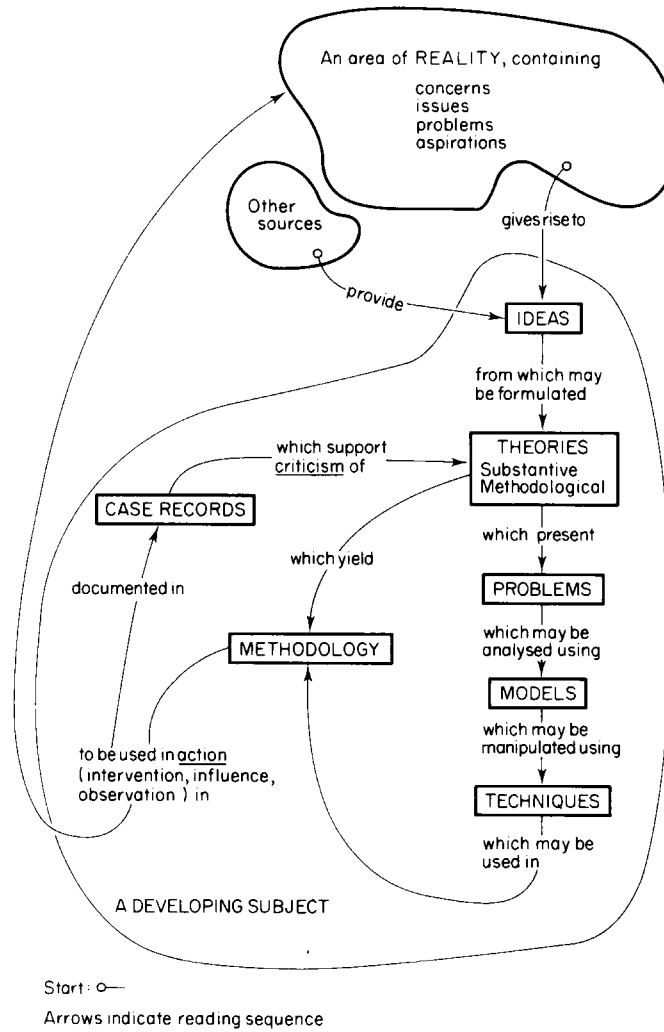 An area of REALITY, containing
concerns
issues
problems
aspirations
Other
sources
gives rise to
provide
IDEAS
from which may
be formulated
which support
criticism of
THEORIES
Substantive
Methodological
CASE RECORDS
which present
which yield
documented in
PROBLEMS
which may be
analysed using
METHODOLOGY
MODELS
which may be
manipulated using
to be used in action
(intervention, influence,
observation) in
TECHNIQUES
which may be
used in
A DEVELOPING SUBJECT
Start:
Arrows indicate reading sequence